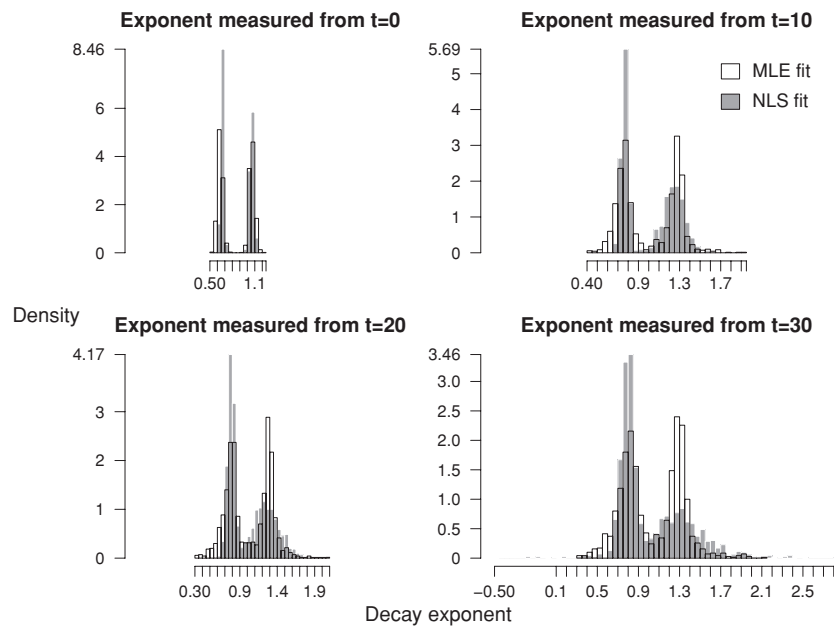 Exponent measured from t=0
8.46
6
4
2
0
0.50 1.1
Exponent measured from t=10
5.69
5
4
3
2
1
0
0.40 0.9 1.3 1.7
MLE fit
NLS fit
Density
Exponent measured from t=20
4.17
3
2
1
0
0.30 0.9 1.4 1.9
Exponent measured from t=30
3.46
3.0
2.5
2.0
1.5
1.0
0.5
0
−0.50 0.1 0.5 0.9 1.3 1.7 2.1 2.5
Decay exponent